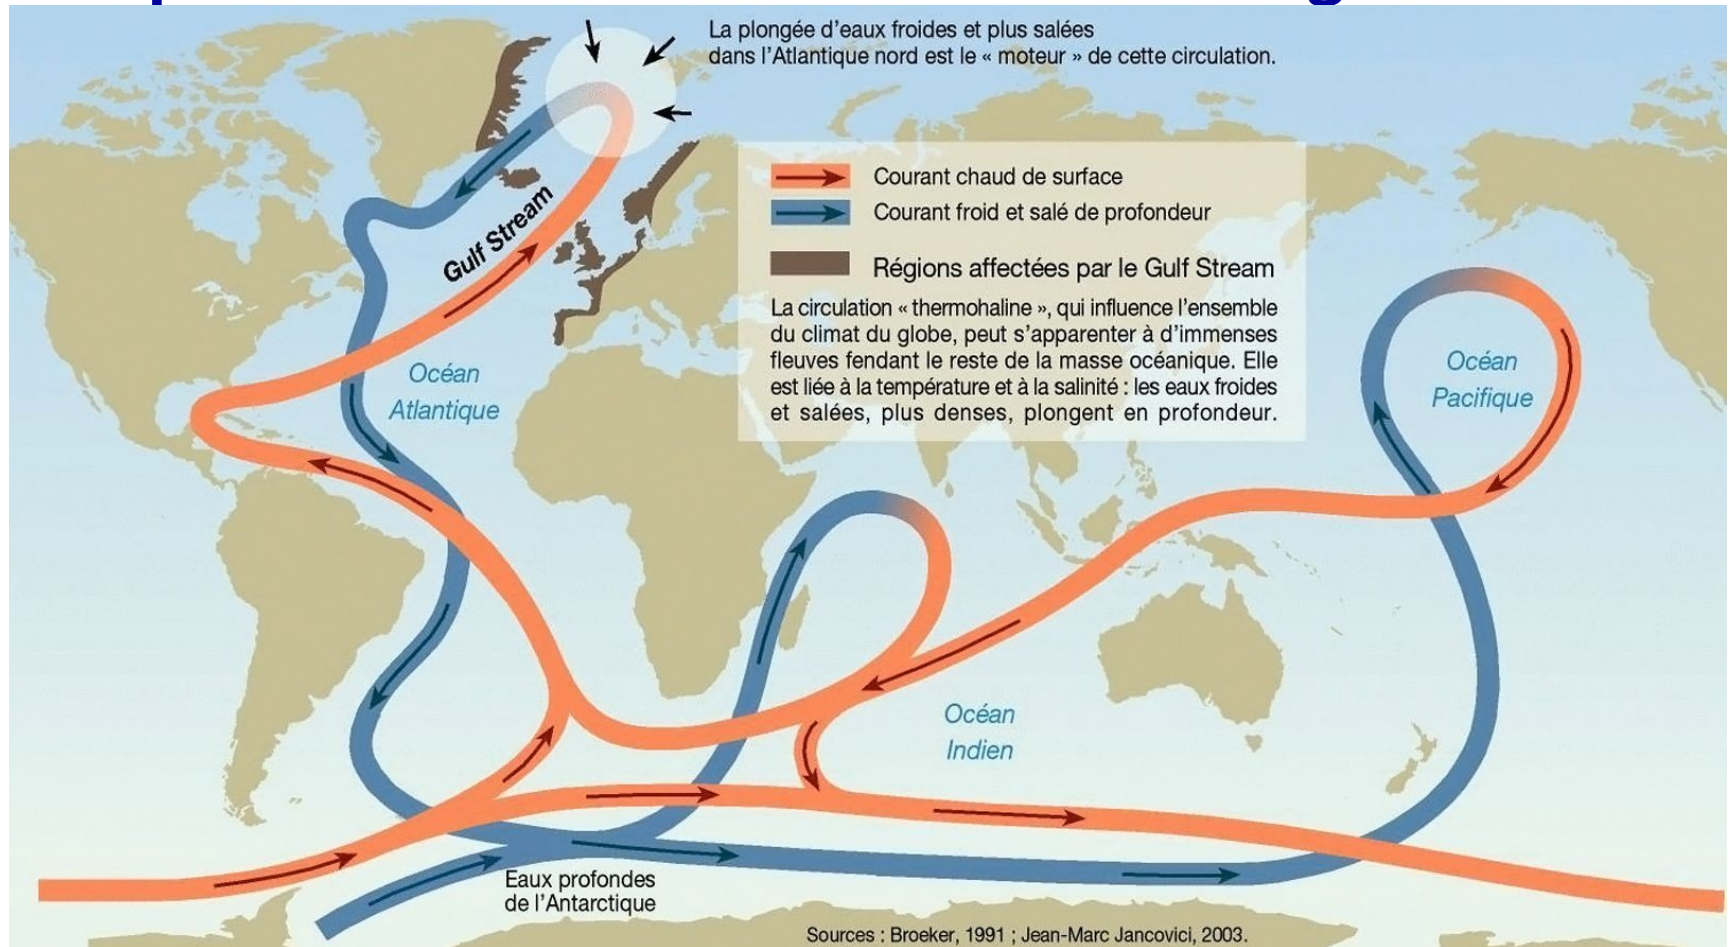 La plongée d'eaux froides et plus salées
dans l'Atlantique nord est le « moteur » de cette circulation.
Courant chaud de surface
Courant froid et salé de profondeur
Gulf Stream
Régions affectées par le Gulf Stream
La circulation « thermohaline », qui influence l'ensemble
du climat du globe, peut s'apparenter à d'immenses
fleuves fendant le reste de la masse océanique. Elle
est liée à la température et à la salinité : les eaux froides
et salées, plus denses, plongent en profondeur.
Océan
Atlantique
Océan
Pacifique
Océan
Indien
Eaux profondes
de l'Antarctique
Sources : Broeker, 1991 ; Jean-Marc Jancovici, 2003.